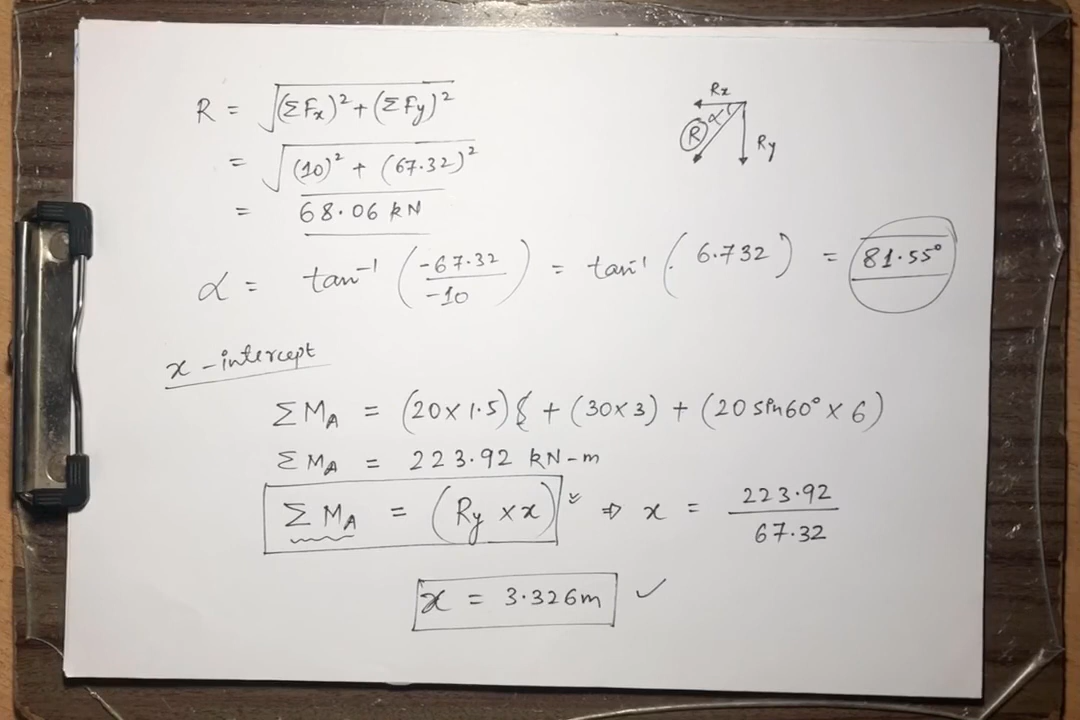 R = √(ΣFx)² + (ΣFy)²
Rx
α
R
Ry
= √(10)² + (67.32)²
= 68.06 kN
α = tan⁻¹ (-67.32 / -10) = tan⁻¹ (6.732) = 81.55°
x - intercept
ΣMA = (20 × 1.5) + (30 × 3) + (20 sin60° × 6)
ΣMA = 223.92 kN-m
ΣMA = (Ry × x) ⇒ x = 223.92 / 67.32
x = 3.326m ✓